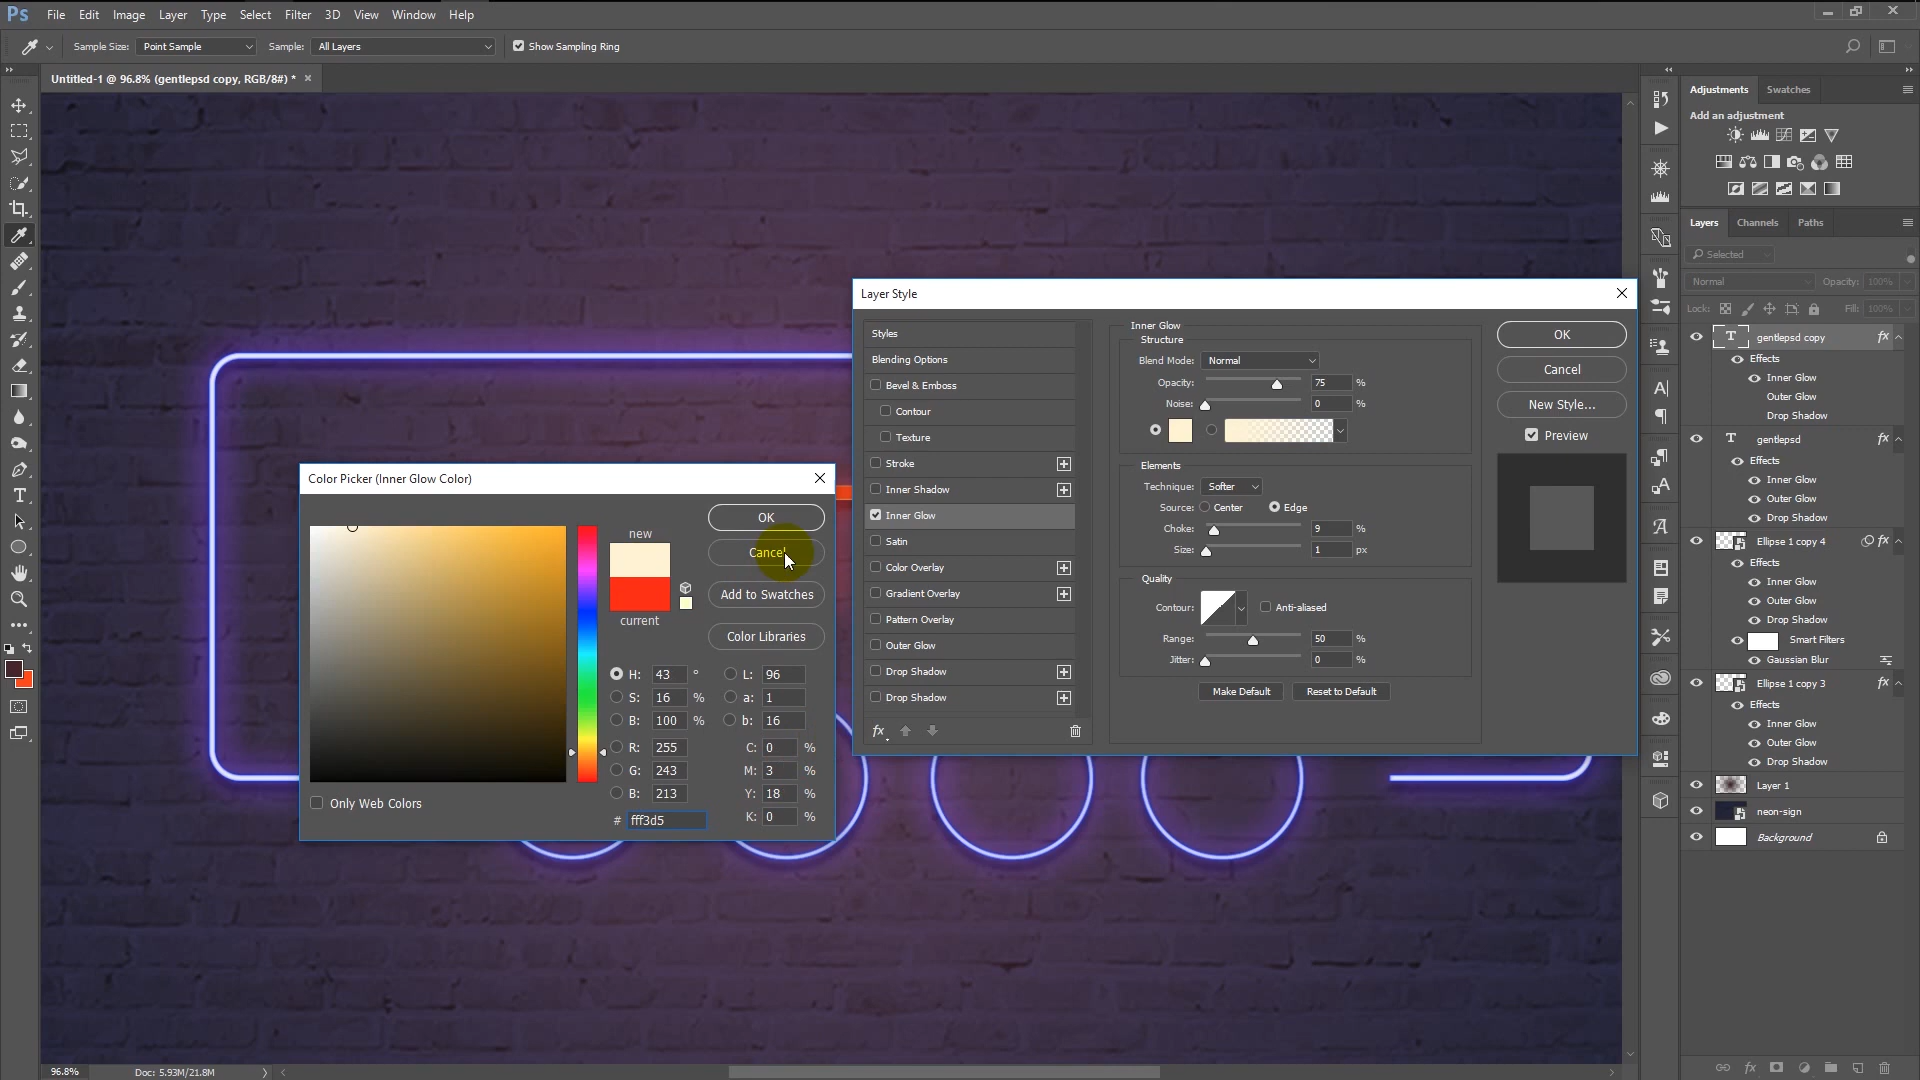 Ps File Edit Image Layer Type Select Filter 3D View Window Help
Sample Size: Point Sample Sample: All Layers Show Sampling Ring
Untitled-1 @ 96.8% (gentlepsd copy, RGB/8#) * ×
Adjustments Swatches
Add an adjustment
Layers Channels Paths
Selected
Normal Opacity: 100%
Lock: Fill: 100%
gentlepsd copy fx
Effects
Inner Glow
Outer Glow
Drop Shadow
gentlepsd fx
Effects
Inner Glow
Outer Glow
Drop Shadow
Ellipse 1 copy 4 fx
Effects
Inner Glow
Outer Glow
Drop Shadow
Smart Filters
Gaussian Blur
Ellipse 1 copy 3 fx
Effects
Inner Glow
Outer Glow
Drop Shadow
Layer 1
neon-sign
Background
Layer Style
Styles
Blending Options
Bevel & Emboss
Contour
Texture
Stroke
Inner Shadow
Inner Glow
Satin
Color Overlay
Gradient Overlay
Pattern Overlay
Outer Glow
Drop Shadow
Drop Shadow
fx
Inner Glow
Structure
Blend Mode: Normal
Opacity: 75 %
Noise: 0 %
Elements
Technique: Softer
Source: Center Edge
Choke: 9 %
Size: 1 px
Quality
Contour: Anti-aliased
Range: 50 %
Jitter: 0 %
Make Default Reset to Default
OK
Cancel
New Style...
Preview
Color Picker (Inner Glow Color)
new
current
OK
Cancel
Add to Swatches
Color Libraries
H: 43 ° L: 96
S: 16 % a: 1
B: 100 % b: 16
R: 255 C: 0 %
G: 243 M: 3 %
B: 213 Y: 18 %
# fff3d5 K: 0 %
Only Web Colors
96.8% Doc: 5.93M/21.8M